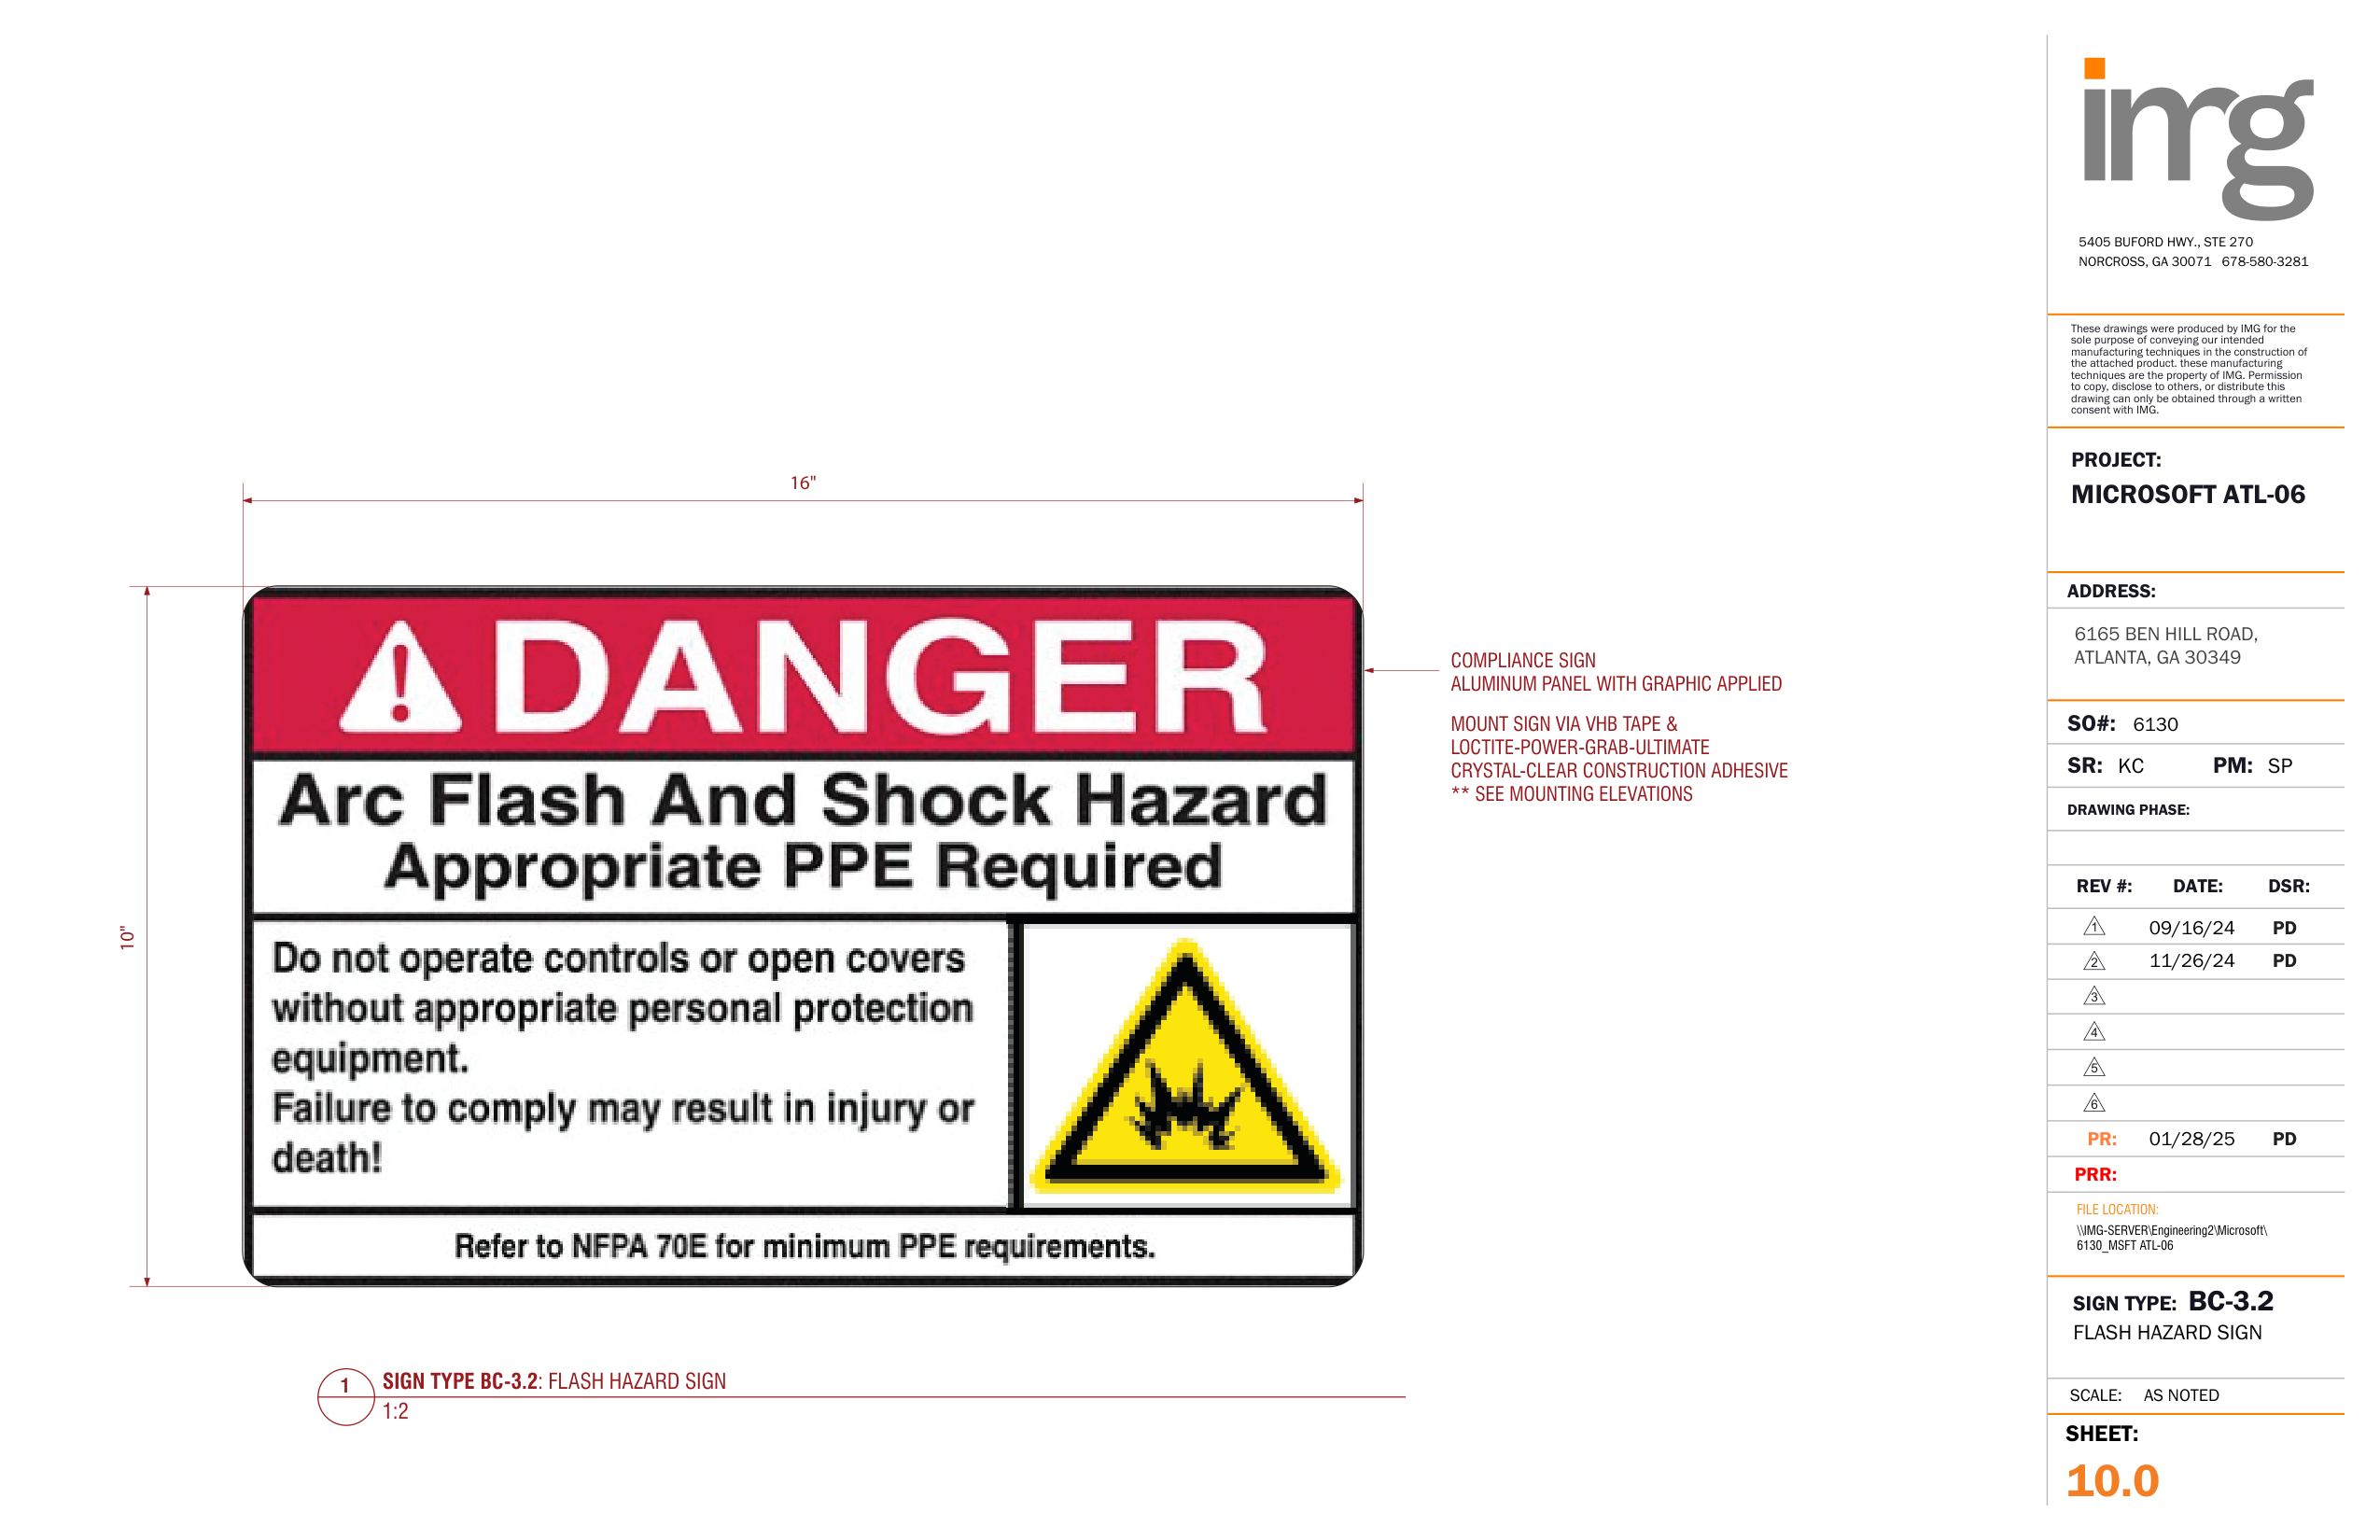 img
5405 BUFORD HWY., STE 270
NORCROSS, GA 30071 678-580-3281
These drawings were produced by IMG for the
sole purpose of conveying our intended
manufacturing techniques in the construction of
the attached product. these manufacturing
techniques are the property of IMG. Permission
to copy, disclose to others, or distribute this
drawing can only be obtained through a written
consent with IMG.
PROJECT:
MICROSOFT ATL-06
ADDRESS:
6165 BEN HILL ROAD,
ATLANTA, GA 30349
SO#: 6130
SR: KC PM: SP
DRAWING PHASE:
REV #: DATE: DSR:
1 09/16/24 PD
2 11/26/24 PD
3
4
5
6
PR: 01/28/25 PD
PRR:
FILE LOCATION:
\\IMG-SERVER\Engineering2\Microsoft\
6130_MSFT ATL-06
SIGN TYPE: BC-3.2
FLASH HAZARD SIGN
SCALE: AS NOTED
SHEET:
10.0
16"
10"
! DANGER
Arc Flash And Shock Hazard
Appropriate PPE Required
Do not operate controls or open covers
without appropriate personal protection
equipment.
Failure to comply may result in injury or
death!
Refer to NFPA 70E for minimum PPE requirements.
COMPLIANCE SIGN
ALUMINUM PANEL WITH GRAPHIC APPLIED
MOUNT SIGN VIA VHB TAPE &
LOCTITE-POWER-GRAB-ULTIMATE
CRYSTAL-CLEAR CONSTRUCTION ADHESIVE
** SEE MOUNTING ELEVATIONS
1 SIGN TYPE BC-3.2: FLASH HAZARD SIGN
1:2